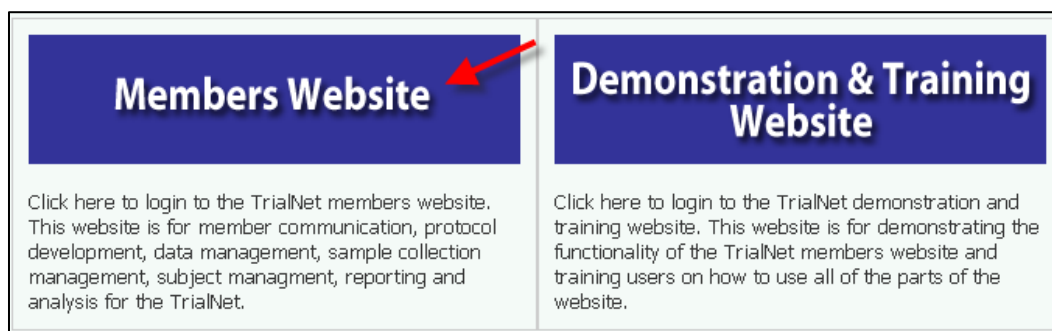 Members Website
Click here to login to the TrialNet members website.
This website is for member communication, protocol
development, data management, sample collection
management, subject managment, reporting and
analysis for the TrialNet.
Demonstration & Training
Website
Click here to login to the TrialNet demonstration and
training website. This website is for demonstrating the
functionality of the TrialNet members website and
training users on how to use all of the parts of the
website.